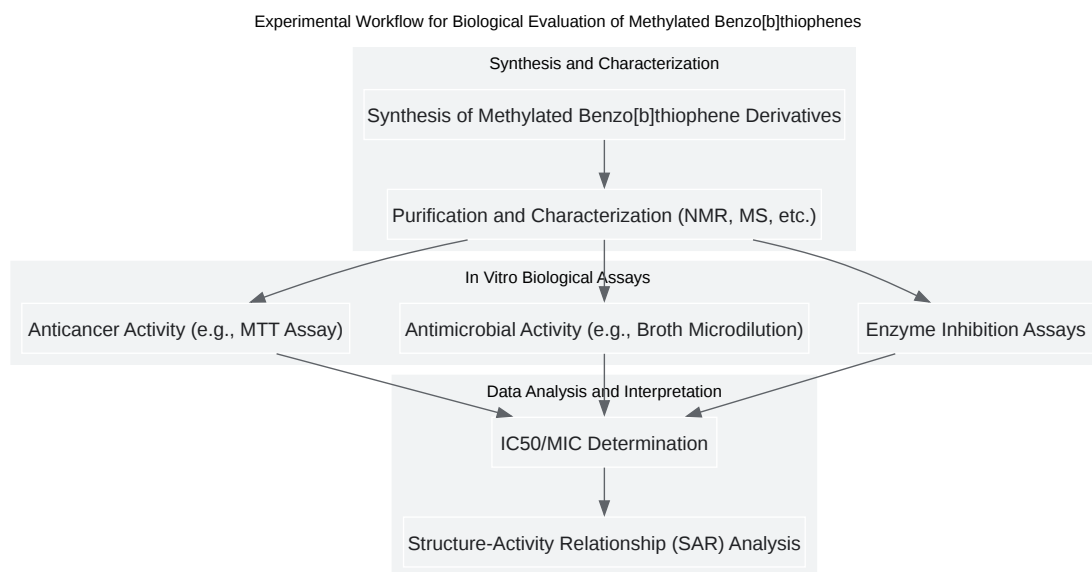 Experimental Workflow for Biological Evaluation of Methylated Benzo[b]thiophenes
Synthesis and Characterization
Synthesis of Methylated Benzo[b]thiophene Derivatives
Purification and Characterization (NMR, MS, etc.)
In Vitro Biological Assays
Anticancer Activity (e.g., MTT Assay)
Antimicrobial Activity (e.g., Broth Microdilution)
Enzyme Inhibition Assays
Data Analysis and Interpretation
IC50/MIC Determination
Structure-Activity Relationship (SAR) Analysis